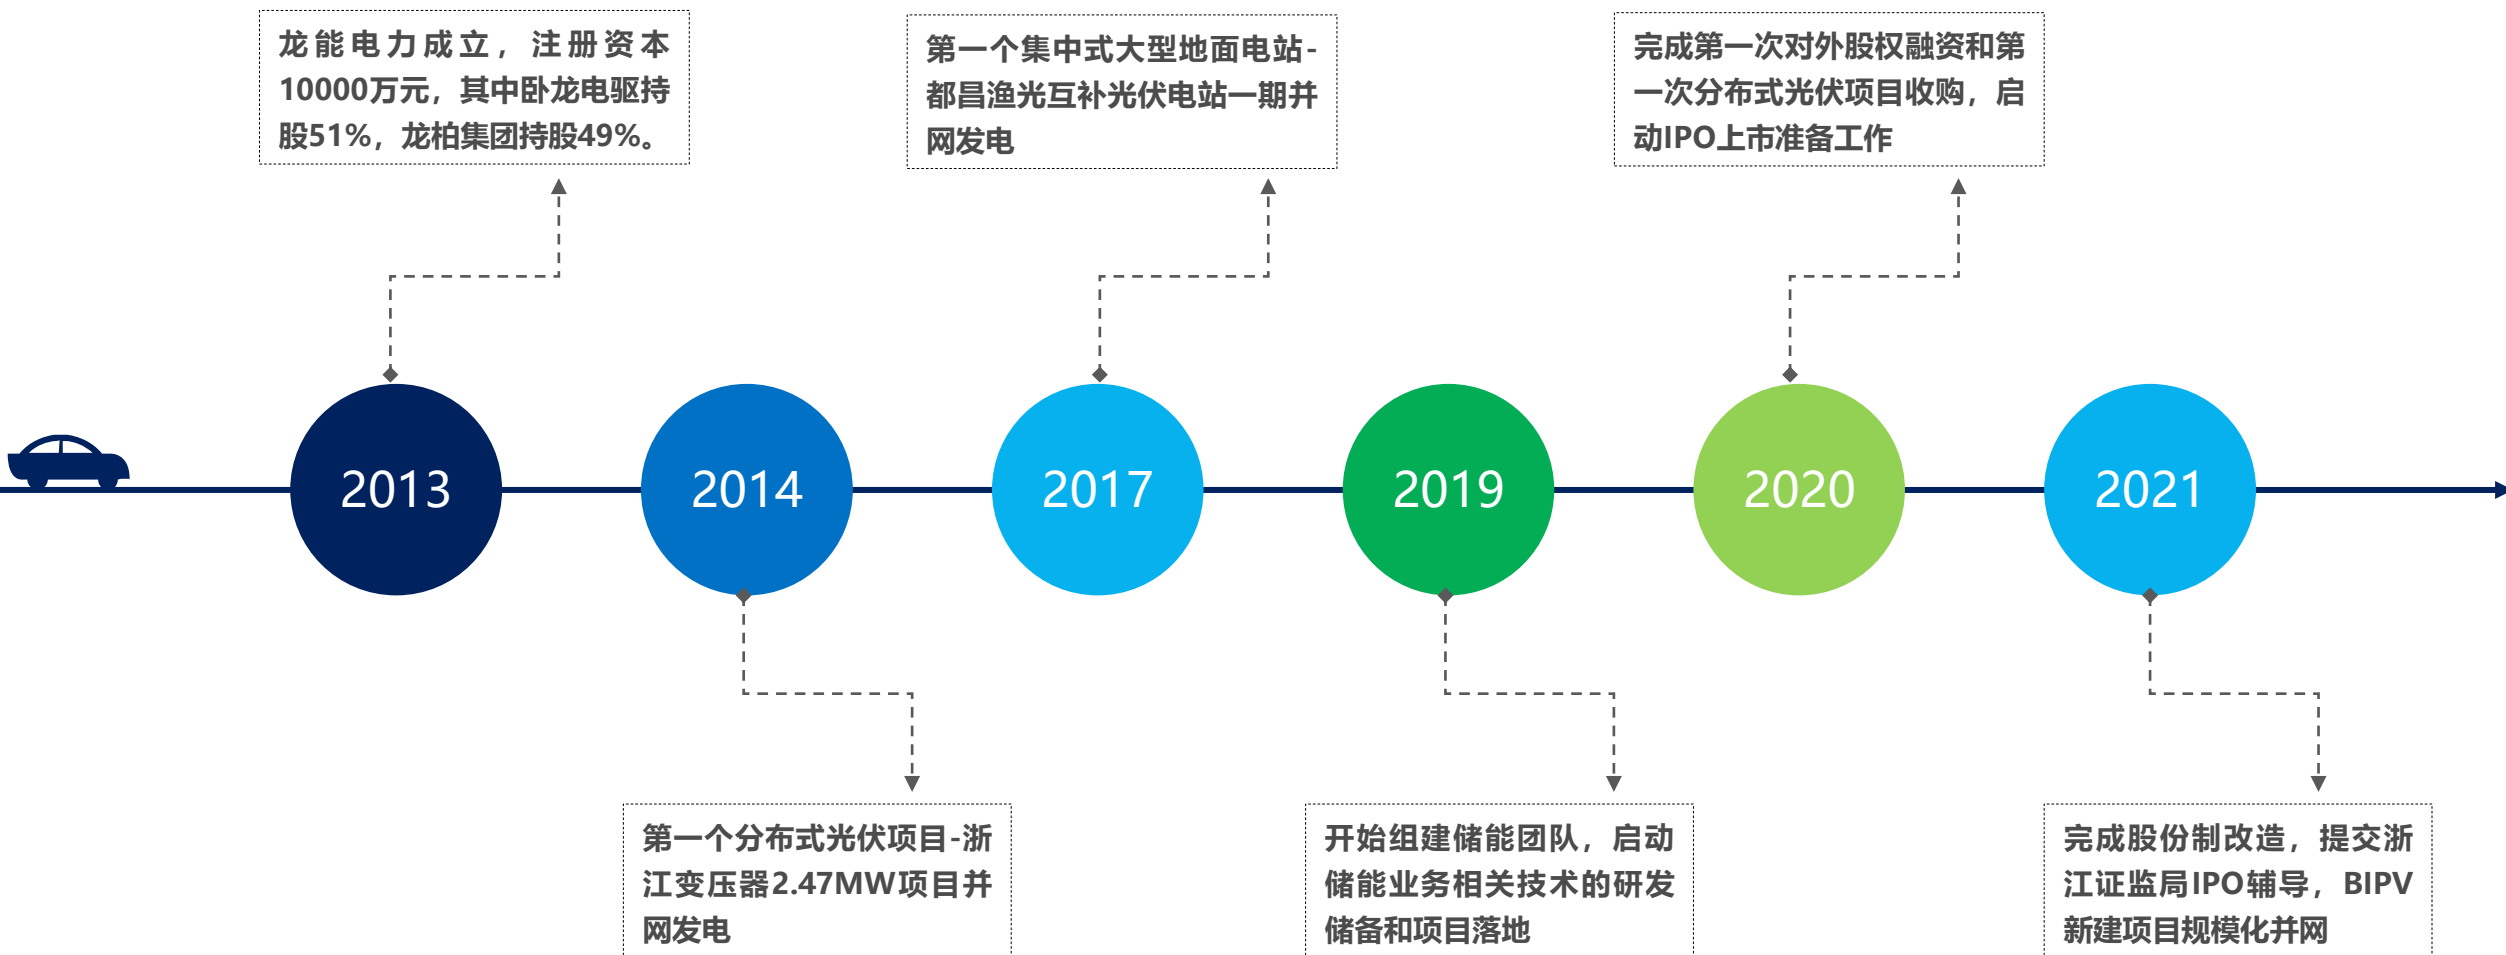 龙能电力成立，注册资本
10000万元，其中卧龙电驱持
股51%，龙柏集团持股49%。
第一个集中式大型地面电站-
都昌渔光互补光伏电站一期并
网发电
完成第一次对外股权融资和第
一次分布式光伏项目收购，启
动IPO上市准备工作
2013
2014
2017
2019
2020
2021
第一个分布式光伏项目-浙
江变压器2.47MW项目并
网发电
开始组建储能团队，启动
储能业务相关技术的研发
储备和项目落地
完成股份制改造，提交浙
江证监局IPO辅导，BIPV
新建项目规模化并网